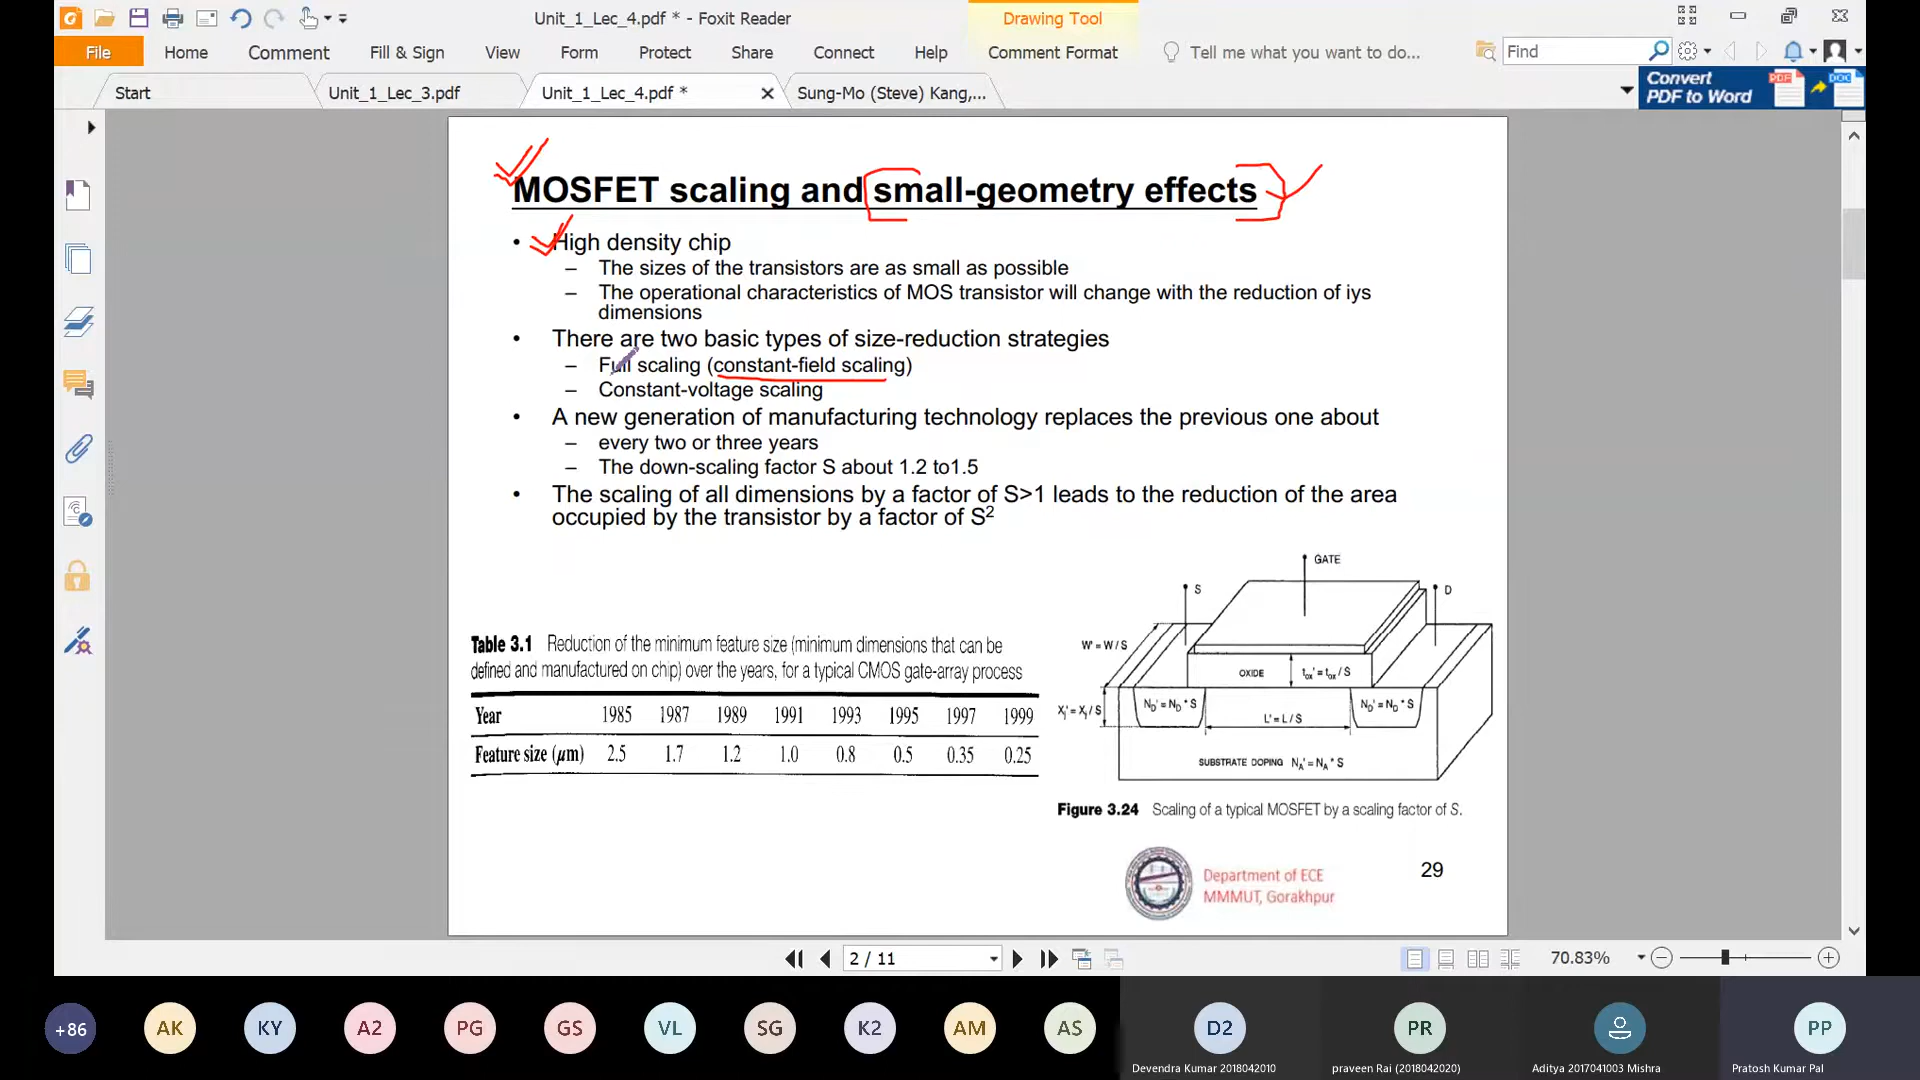 Unit_1_Lec_4.pdf * - Foxit Reader
Drawing Tool
File Home Comment Fill & Sign View Form Protect Share Connect Help Comment Format Tell me what you want to do... Find
Start Unit_1_Lec_3.pdf Unit_1_Lec_4.pdf * Sung-Mo (Steve) Kang,...
Convert
PDF to Word
PDF DOC
MOSFET scaling and small-geometry effects
• High density chip
– The sizes of the transistors are as small as possible
– The operational characteristics of MOS transistor will change with the reduction of iys
dimensions
• There are two basic types of size-reduction strategies
– Full scaling (constant-field scaling)
– Constant-voltage scaling
• A new generation of manufacturing technology replaces the previous one about
– every two or three years
– The down-scaling factor S about 1.2 to1.5
• The scaling of all dimensions by a factor of S>1 leads to the reduction of the area
occupied by the transistor by a factor of S²
Table 3.1 Reduction of the minimum feature size (minimum dimensions that can be
defined and manufactured on chip) over the years, for a typical CMOS gate-array process
Year 1985 1987 1989 1991 1993 1995 1997 1999
Feature size (μm) 2.5 1.7 1.2 1.0 0.8 0.5 0.35 0.25
GATE
S D
W' = W / S
OXIDE tox' = tox / S
Xj' = Xj / S ND' = ND * S ND' = ND * S
L' = L / S
SUBSTRATE DOPING NA' = NA * S
Figure 3.24 Scaling of a typical MOSFET by a scaling factor of S.
Department of ECE
MMMUT, Gorakhpur
29
2 / 11
70.83%
+86 AK KY A2 PG GS VL SG K2 AM AS D2 PR PP
Devendra Kumar 2018042010 praveen Rai (2018042020) Aditya 2017041003 Mishra Pratosh Kumar Pal